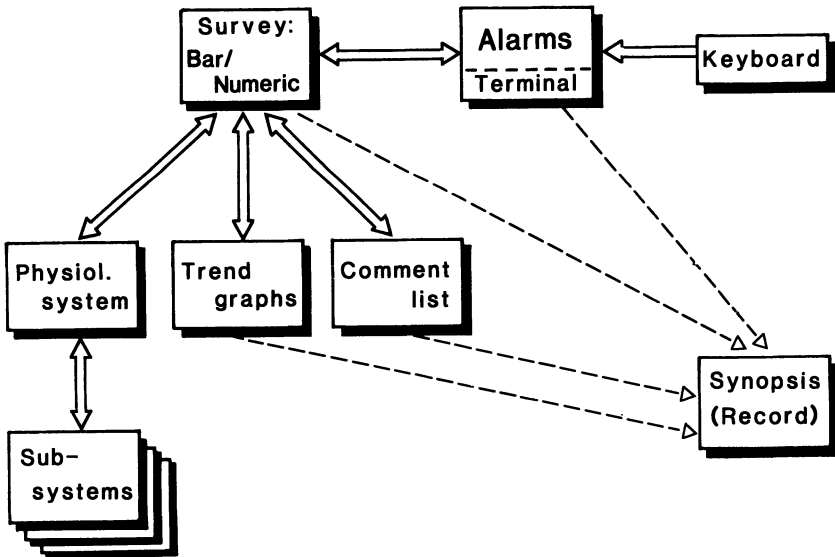 Survey:
Bar/
Numeric
Alarms
Terminal
Keyboard
Physiol.
system
Trend
graphs
Comment
list
Synopsis
(Record)
Sub-
systems